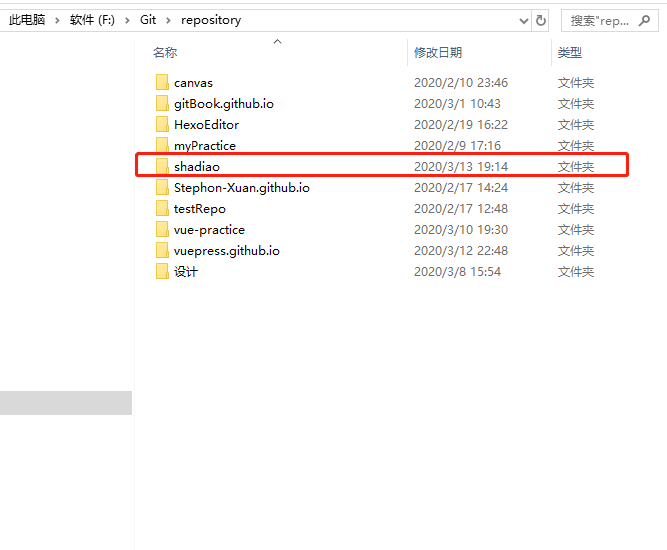 此电脑 软件 (F:) Git repository 搜索"rep...
名称 修改日期 类型
canvas 2020/2/10 23:46 文件夹
gitBook.github.io 2020/3/1 10:43 文件夹
HexoEditor 2020/2/19 16:22 文件夹
myPractice 2020/2/9 17:16 文件夹
shadiao 2020/3/13 19:14 文件夹
Stephon-Xuan.github.io 2020/2/17 14:24 文件夹
testRepo 2020/2/17 12:48 文件夹
vue-practice 2020/3/10 19:30 文件夹
vuepress.github.io 2020/3/12 22:48 文件夹
设计 2020/3/8 15:54 文件夹